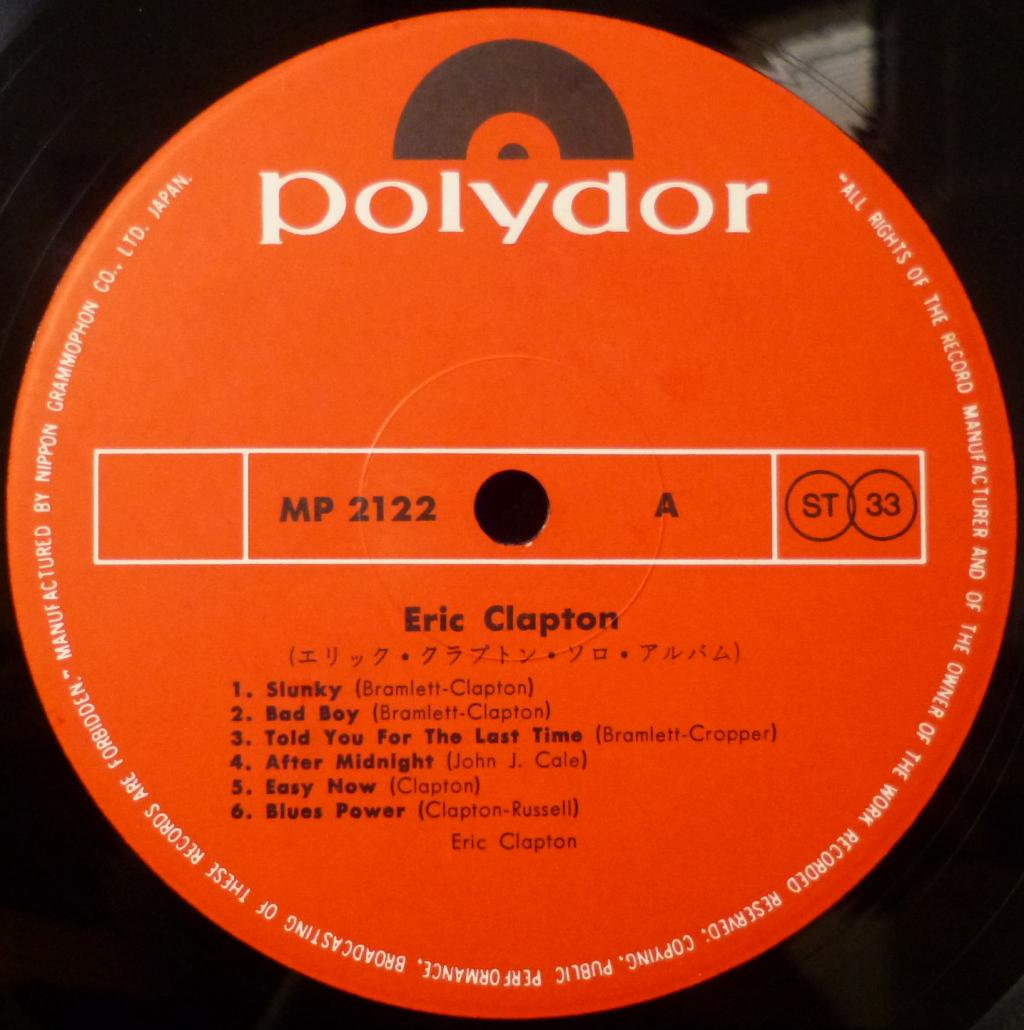 polydor
MP 2122
A
ST 33
Eric Clapton
(エリック・クラプトン・ソロ・アルバム)
1. Slunky (Bramlett-Clapton)
2. Bad Boy (Bramlett-Clapton)
3. Told You For The Last Time (Bramlett-Cropper)
4. After Midnight (John J. Cale)
5. Easy Now (Clapton)
6. Blues Power (Clapton-Russell)
Eric Clapton
"ALL RIGHTS OF THE RECORD MANUFACTURER AND OF THE OWNER OF THE WORK RECORDED RESERVED; COPYING, PUBLIC PERFORMANCE, BROADCASTING OF THESE RECORDS ARE FORBIDDEN." MANUFACTURED BY NIPPON GRAMMOPHON CO., LTD. JAPAN.